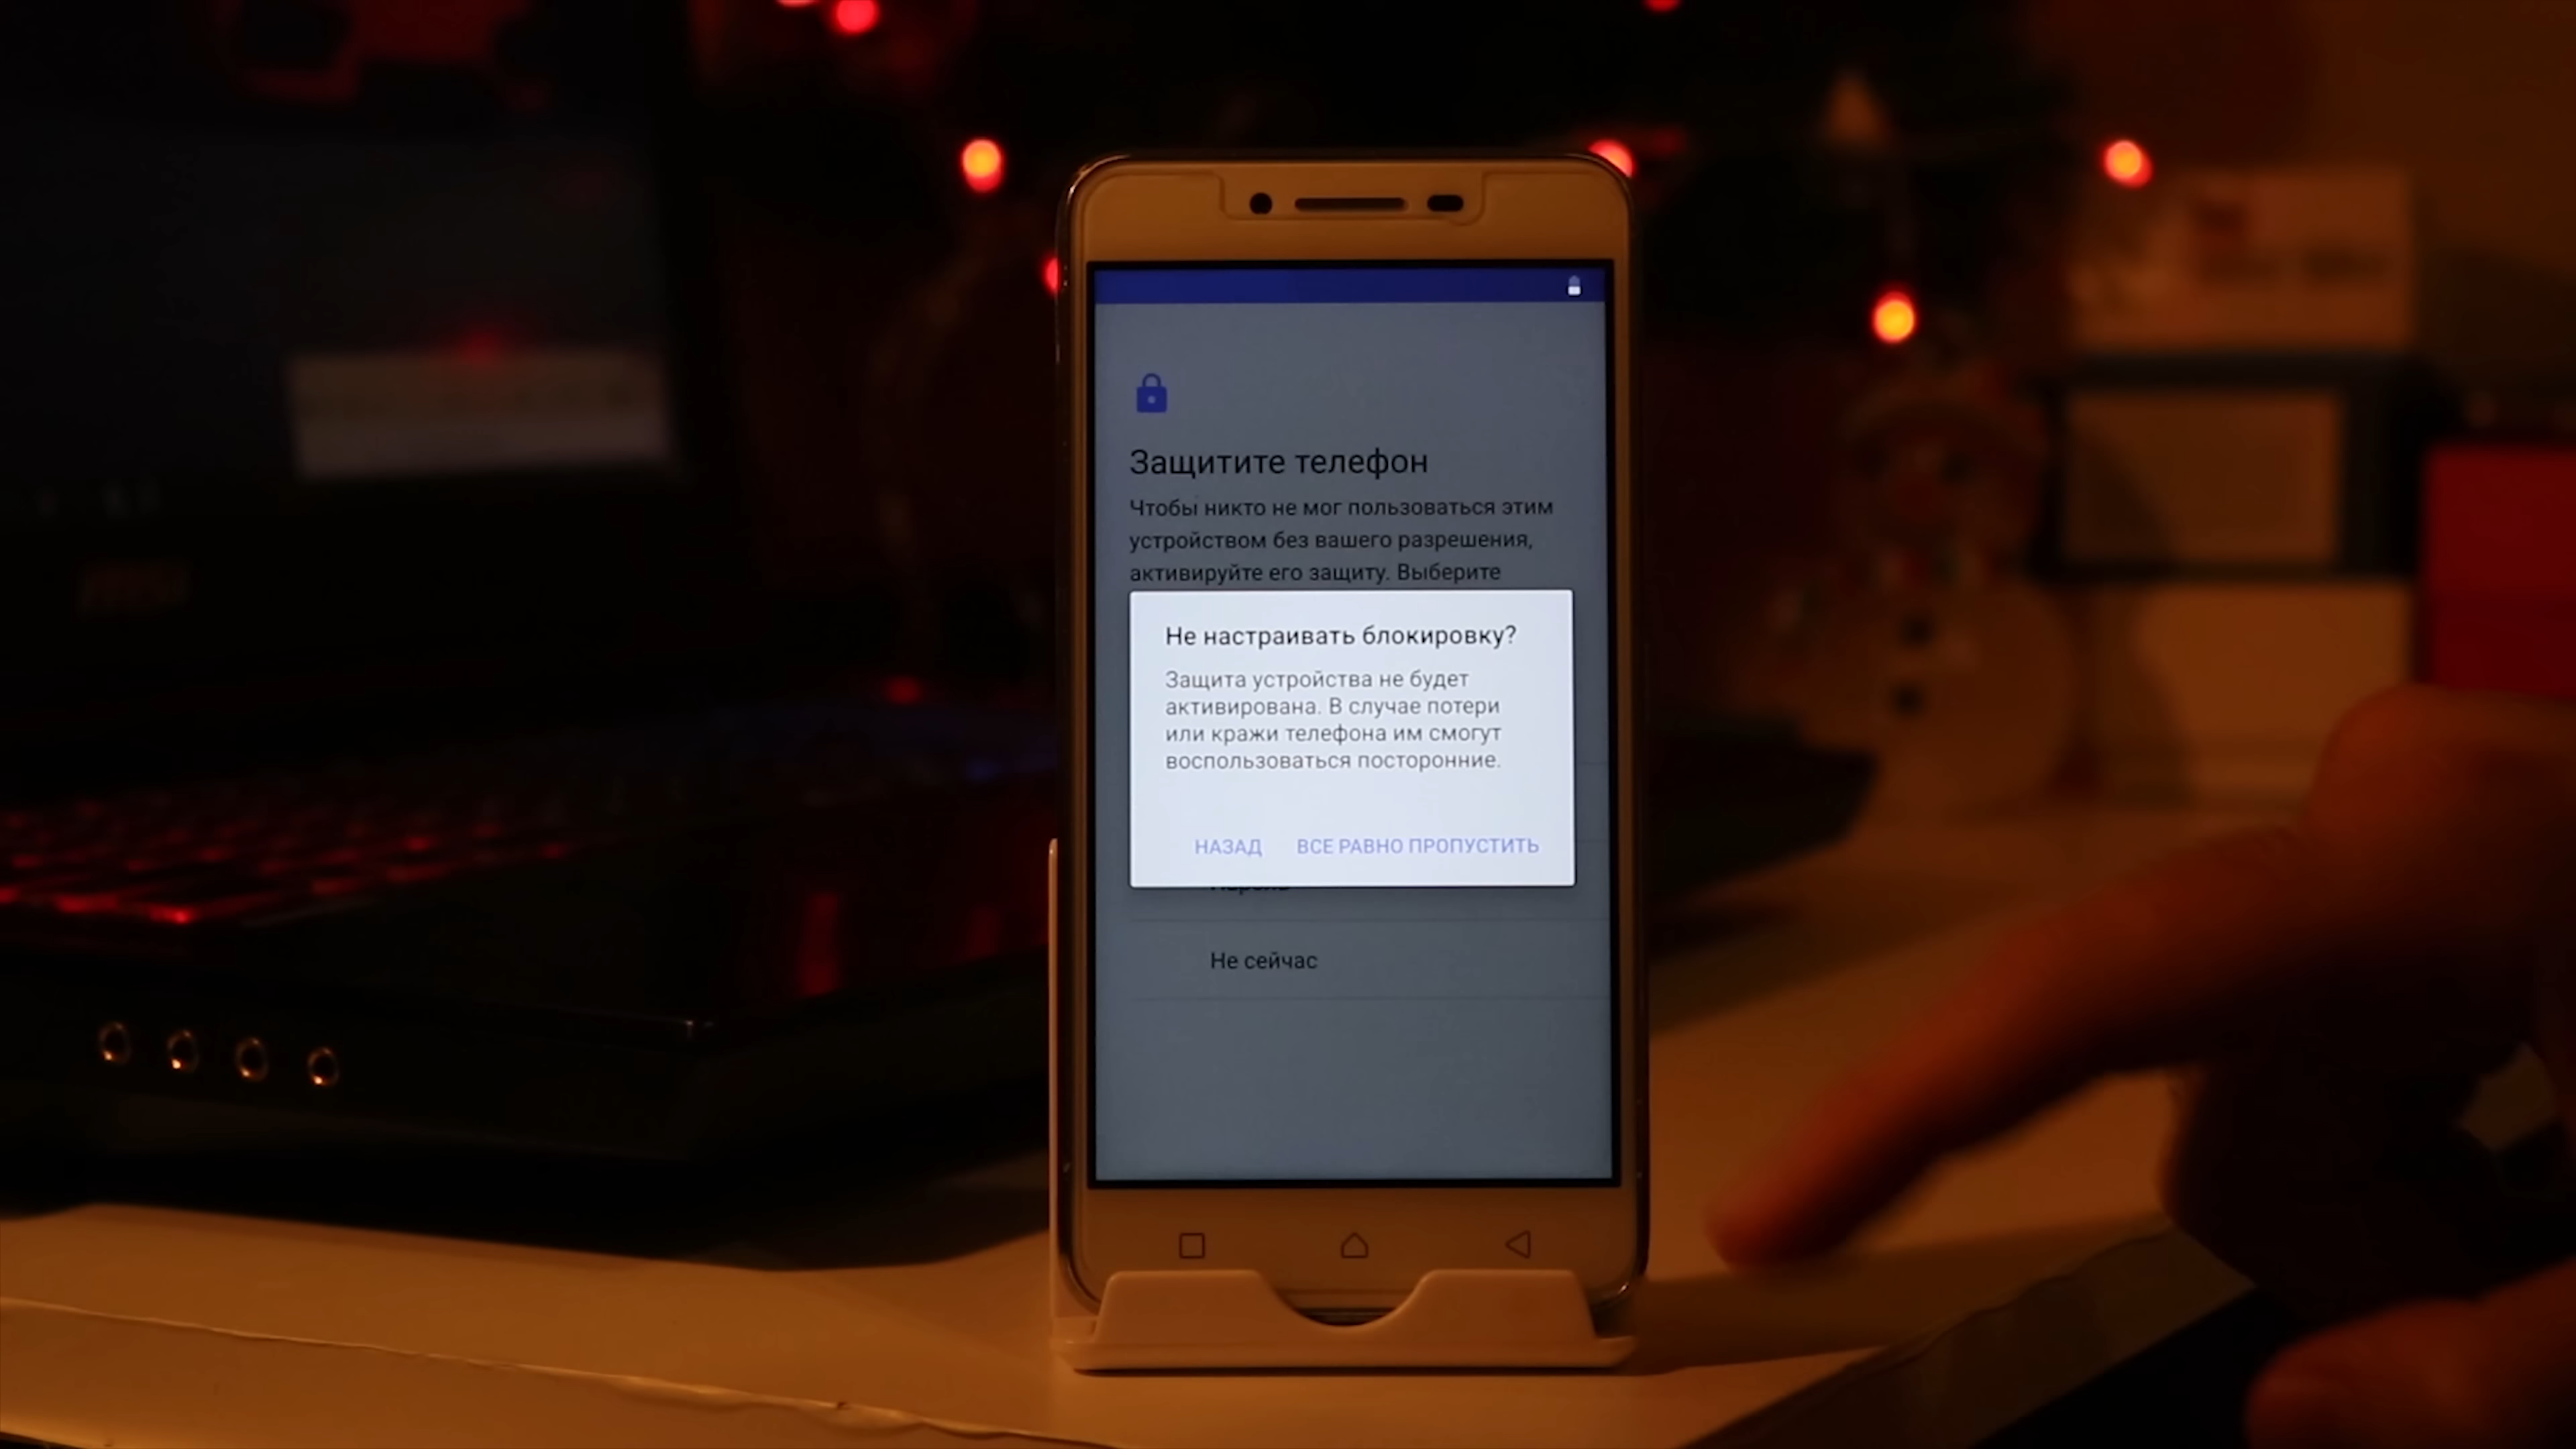 Защитите телефон
Чтобы никто не мог пользоваться этим
устройством без вашего разрешения,
активируйте его защиту. Выберите
Не настраивать блокировку?
Защита устройства не будет
активирована. В случае потери
или кражи телефона им смогут
воспользоваться посторонние.
НАЗАД ВСЕ РАВНО ПРОПУСТИТЬ
Не сейчас